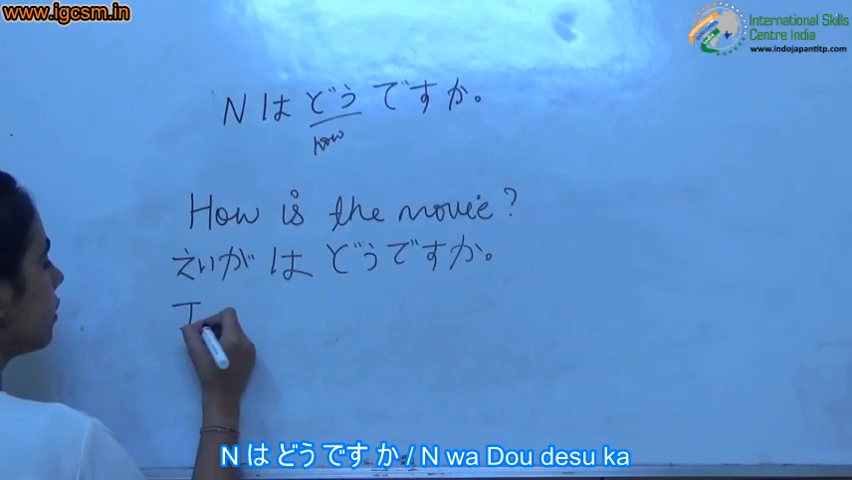 www.igcsm.in
International Skills
Centre India
www.indojapantitp.com
N は どう ですか。
how
How is the movie?
えいが は どうですか。
N は どう です か / N wa Dou desu ka